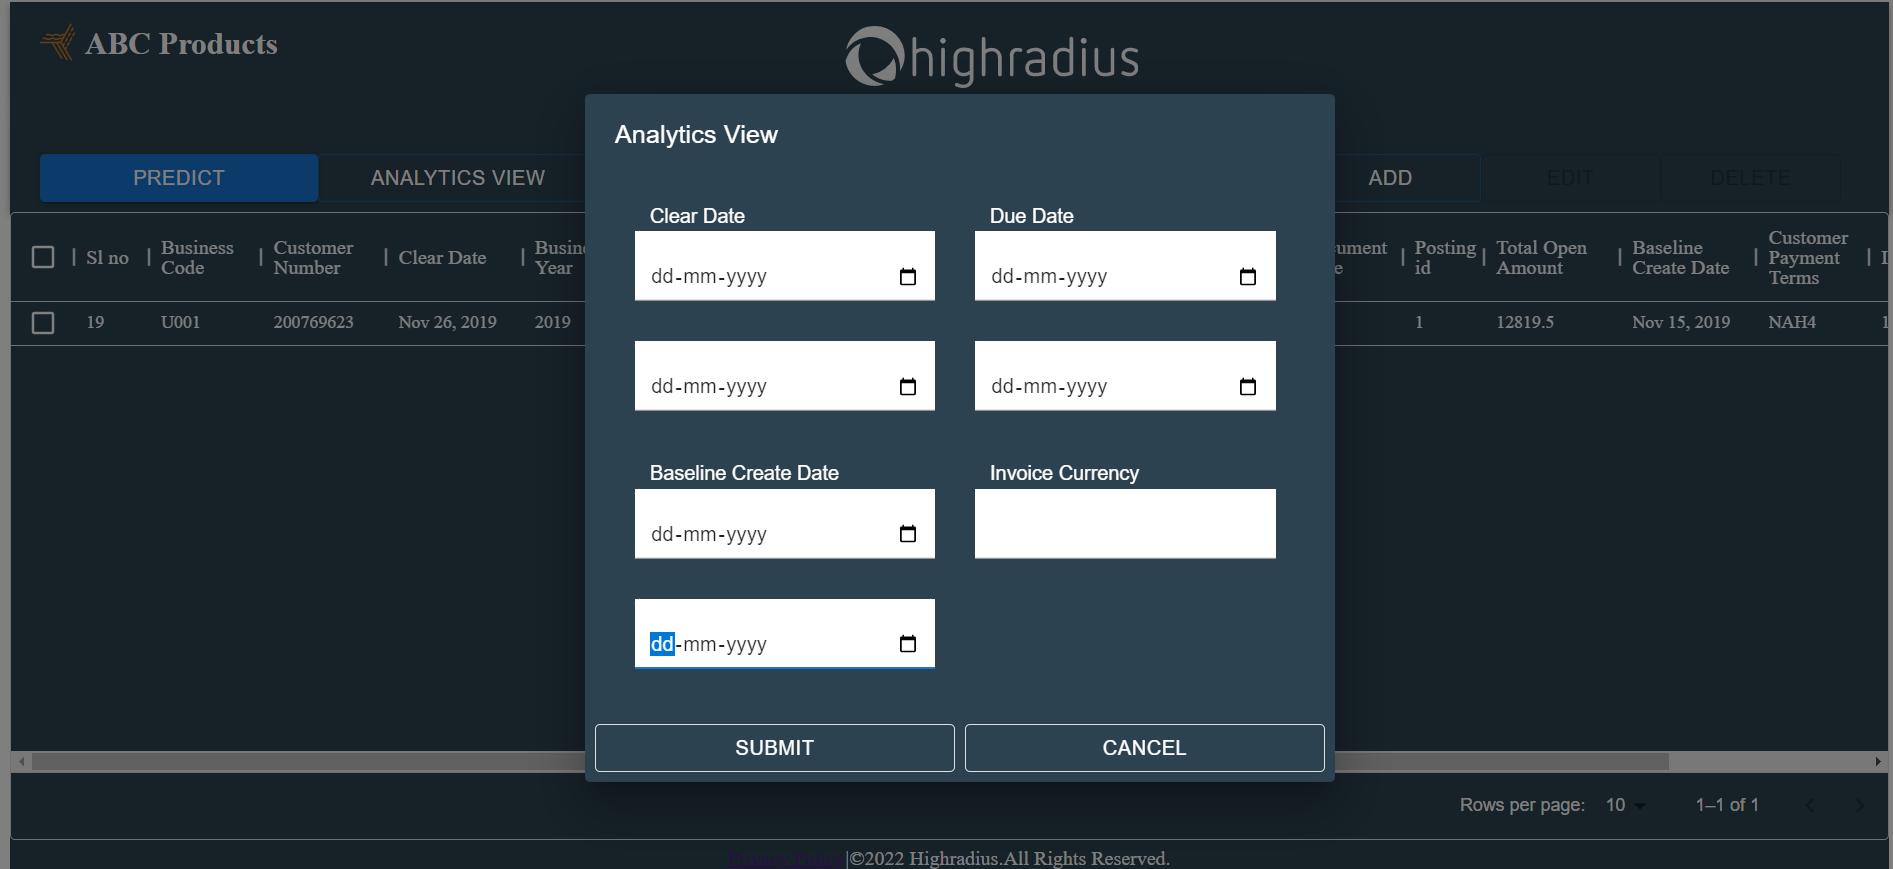 ABC Products
highradius
Analytics View
PREDICT
ANALYTICS VIEW
ADD
EDIT
DELETE
Clear Date
Due Date
dd-mm-yyyy
dd-mm-yyyy
dd-mm-yyyy
dd-mm-yyyy
Baseline Create Date
Invoice Currency
dd-mm-yyyy
dd-mm-yyyy
SUBMIT
CANCEL
Sl no
Business
Code
Customer
Number
Clear Date
Busine
Year
ument
e
Posting
id
Total Open
Amount
Baseline
Create Date
Customer
Payment
Terms
19
U001
200769623
Nov 26, 2019
2019
1
12819.5
Nov 15, 2019
NAH4
Rows per page:
10
1–1 of 1
Privacy Policy|©2022 Highradius.All Rights Reserved.